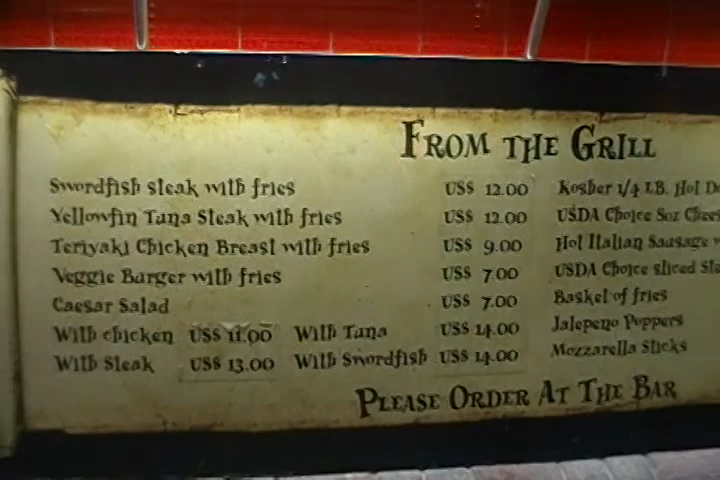 FROM THE GRILL
Swordfish steak with fries US$ 12.00
Yellowfin Tuna Steak with fries US$ 12.00
Teriyaki Chicken Breast with fries US$ 9.00
Veggie Burger with fries US$ 7.00
Caesar Salad US$ 7.00
With chicken US$ 11.00 With Tuna US$ 14.00
With Steak US$ 13.00 With Swordfish US$ 14.00
Kosher 1/4 LB. Hot
USDA Choice 5oz
Hot Italian Sausage
USDA Choice sliced
Basket of fries
Jalepeno Poppers
Mozzarella Sticks
PLEASE ORDER AT THE BAR